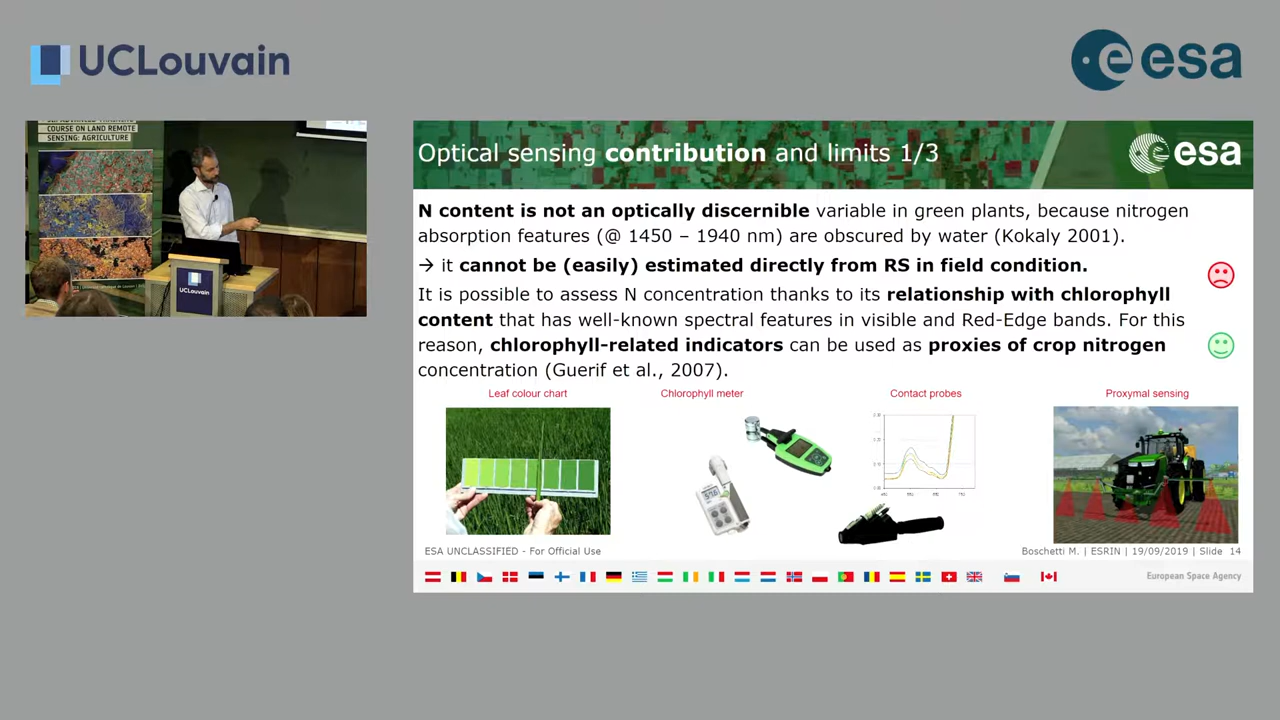 UCLouvain
esa
COURSE ON LAND REMOTE
SENSING: AGRICULTURE
UCLouvain
Optical sensing contribution and limits 1/3
esa
N content is not an optically discernible variable in green plants, because nitrogen
absorption features (@ 1450 – 1940 nm) are obscured by water (Kokaly 2001).
→ it cannot be (easily) estimated directly from RS in field condition.
It is possible to assess N concentration thanks to its relationship with chlorophyll
content that has well-known spectral features in visible and Red-Edge bands. For this
reason, chlorophyll-related indicators can be used as proxies of crop nitrogen
concentration (Guerif et al., 2007).
Leaf colour chart
Chlorophyll meter
Contact probes
Proxymal sensing
ESA UNCLASSIFIED - For Official Use
Boschetti M. | ESRIN | 19/09/2019 | Slide 14
European Space Agency